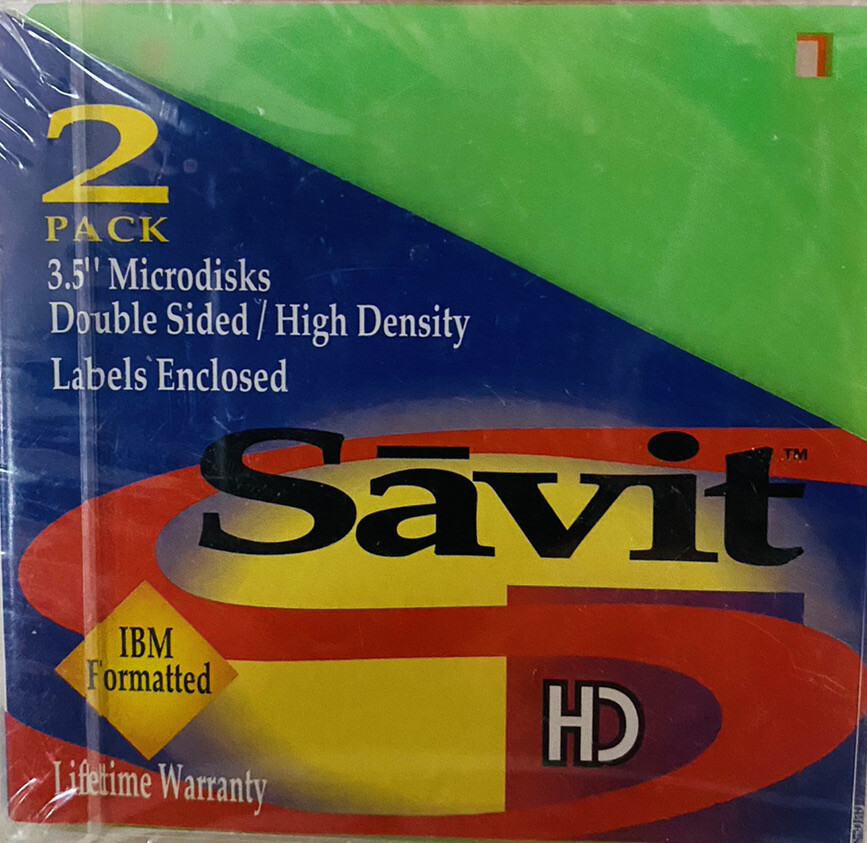 2
PACK
3.5'' Microdisks
Double Sided / High Density
Labels Enclosed
Sāvit™
IBM
Formatted
HD
Lifetime Warranty